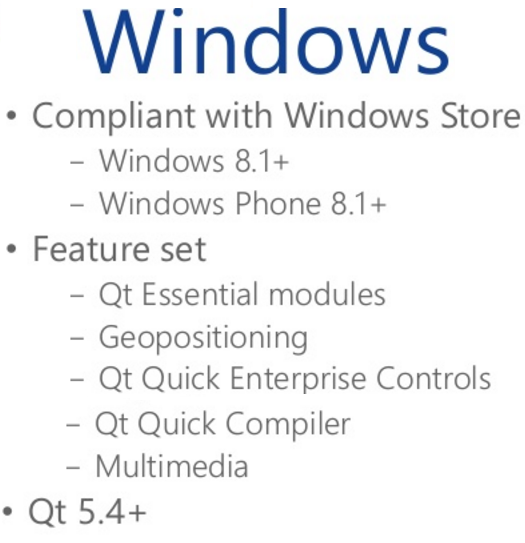 Windows
• Compliant with Windows Store
– Windows 8.1+
– Windows Phone 8.1+
• Feature set
– Qt Essential modules
– Geopositioning
– Qt Quick Enterprise Controls
– Qt Quick Compiler
– Multimedia
• Qt 5.4+